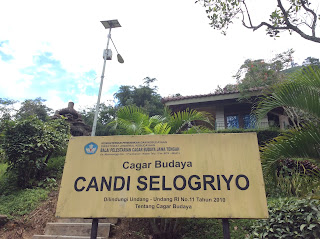 BALAI PELESTARIAN CAGAR BUDAYA JAWA TENGAH
Cagar Budaya
CANDI SELOGRIYO
Dilindungi Undang - Undang RI No.11 Tahun 2010
Tentang Cagar Budaya